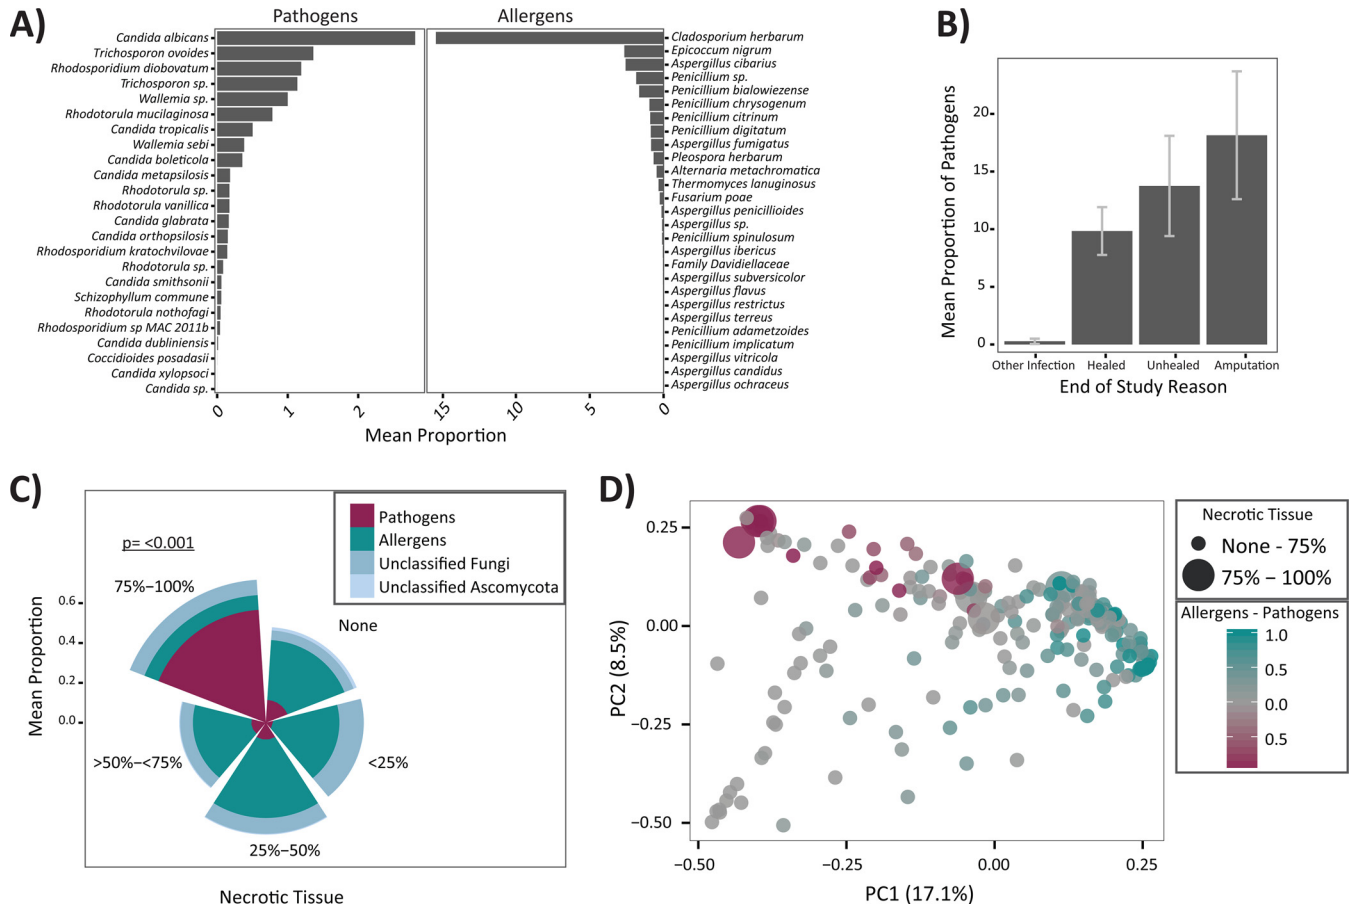 A)
Pathogens
Allergens
Candida albicans
Trichosporon ovoides
Rhodosporidium diobovatum
Trichosporon sp.
Wallemia sp.
Rhodotorula mucilaginosa
Candida tropicalis
Wallemia sebi
Candida boleticola
Candida metapsilosis
Rhodotorula sp.
Rhodotorula vanillica
Candida glabrata
Candida orthopsilosis
Rhodosporidium kratochvilovae
Rhodotorula sp.
Candida smithsonii
Schizophyllum commune
Rhodotorula nothofagi
Rhodosporidium sp MAC 2011b
Candida dubliniensis
Coccidioides posadasii
Candida xylopsoci
Candida sp.
Cladosporium herbarum
Epicoccum nigrum
Aspergillus cibarius
Penicillium sp.
Penicillium bialowiezense
Penicillium chrysogenum
Penicillium citrinum
Penicillium digitatum
Aspergillus fumigatus
Pleospora herbarum
Alternaria metachromatica
Thermomyces lanuginosus
Fusarium poae
Aspergillus penicillioides
Aspergillus sp.
Penicillium spinulosum
Aspergillus ibericus
Family Davidiellaceae
Aspergillus subversicolor
Aspergillus flavus
Aspergillus restrictus
Aspergillus terreus
Penicillium adametzoides
Penicillium implicatum
Aspergillus vitricola
Aspergillus candidus
Aspergillus ochraceus
0 1 2 15 10 5 0
Mean Proportion
B)
Mean Proportion of Pathogens
20
15
10
5
0
Other Infection Healed Unhealed Amputation
End of Study Reason
C)
Pathogens
Allergens
Unclassified Fungi
Unclassified Ascomycota
p= <0.001
75%−100%
None
<25%
25%−50%
>50%−<75%
Mean Proportion
0.6
0.4
0.2
0.0
Necrotic Tissue
D)
PC2 (8.5%)
0.25
0.00
−0.25
−0.50
−0.50 −0.25 0.00 0.25
PC1 (17.1%)
Necrotic Tissue
None - 75%
75% − 100%
Allergens - Pathogens
1.0
0.5
0.0
0.5